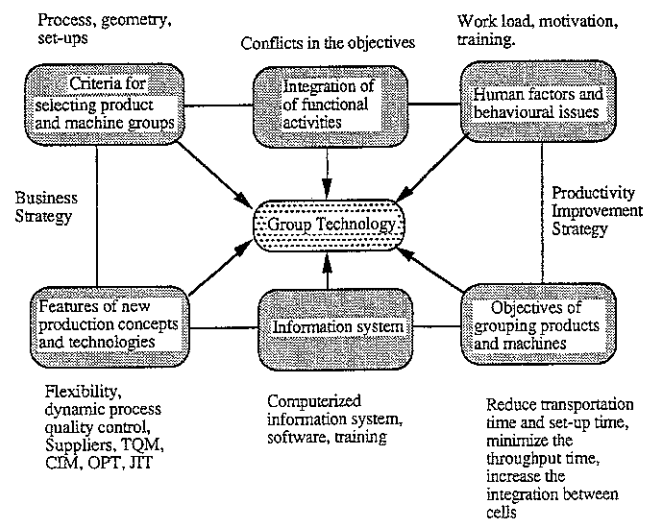 Process, geometry,
set-ups
Conflicts in the objectives
Work load, motivation,
training.
Criteria for
selecting product
and machine groups
Integration of
of functional
activities
Human factors and
behavioural issues
Business
Strategy
Group Technology
Productivity
Improvement
Strategy
Features of new
production concepts
and technologies
Information system
Objectives of
grouping products
and machines
Flexibility,
dynamic process
quality control,
Suppliers, TQM,
CIM, OPT, JIT
Computerized
information system,
software, training
Reduce transportation
time and set-up time,
minimize the
throughput time,
increase the
integration between
cells